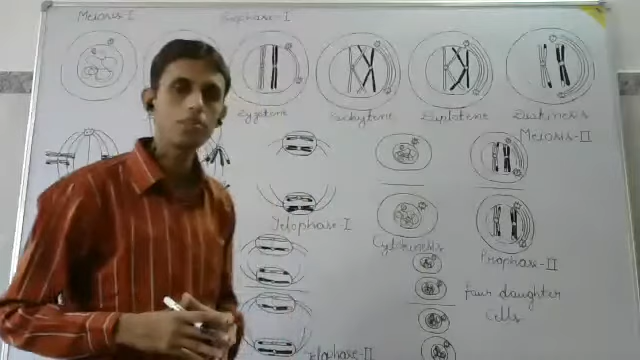 Meiosis I
Prophase-I
Zygotene
Pachytene
Diplotene
Diakinesis
Meiosis-II
Telophase-I
Cytokinesis
Prophase-II
four daughter
Cells
Telophase-II